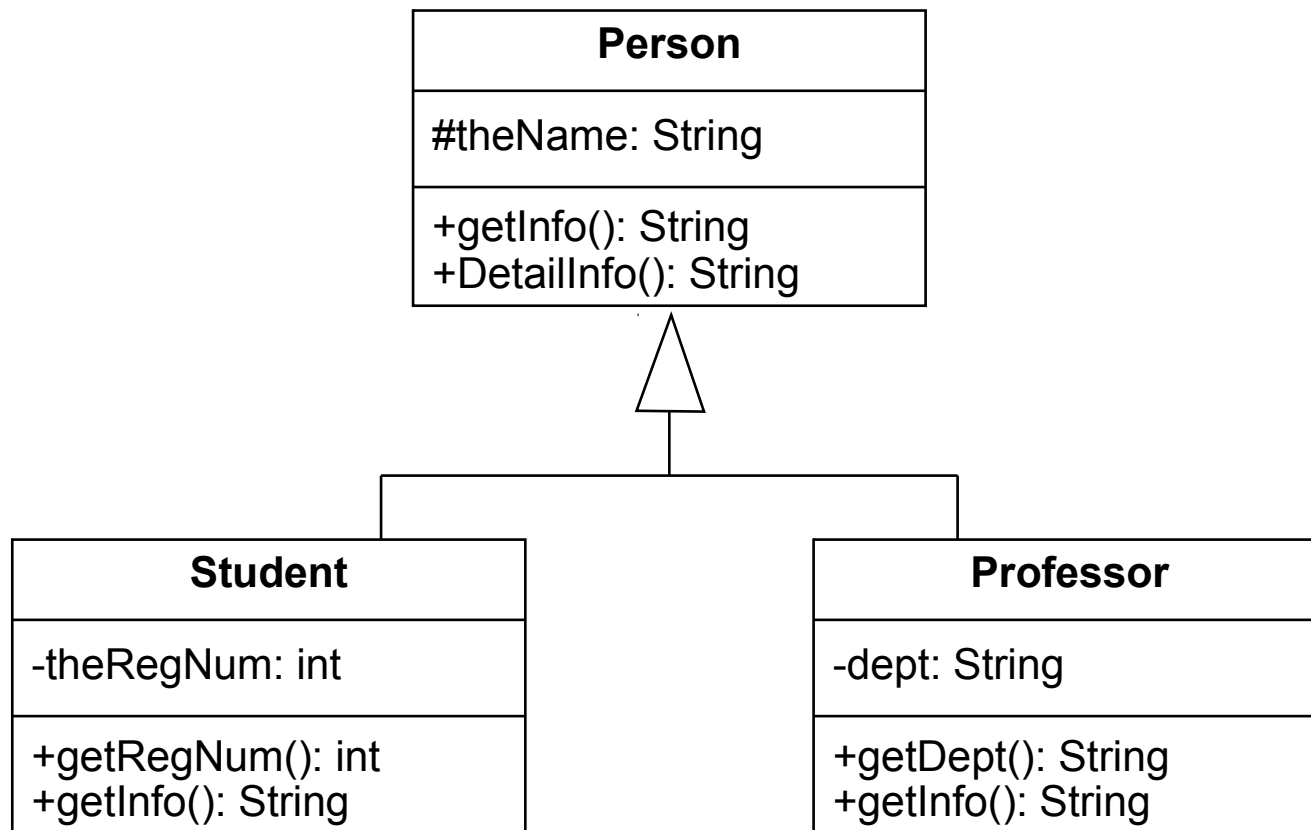 Person
#theName: String
+getInfo(): String
+DetailInfo(): String
Student
-theRegNum: int
+getRegNum(): int
+getInfo(): String
Professor
-dept: String
+getDept(): String
+getInfo(): String